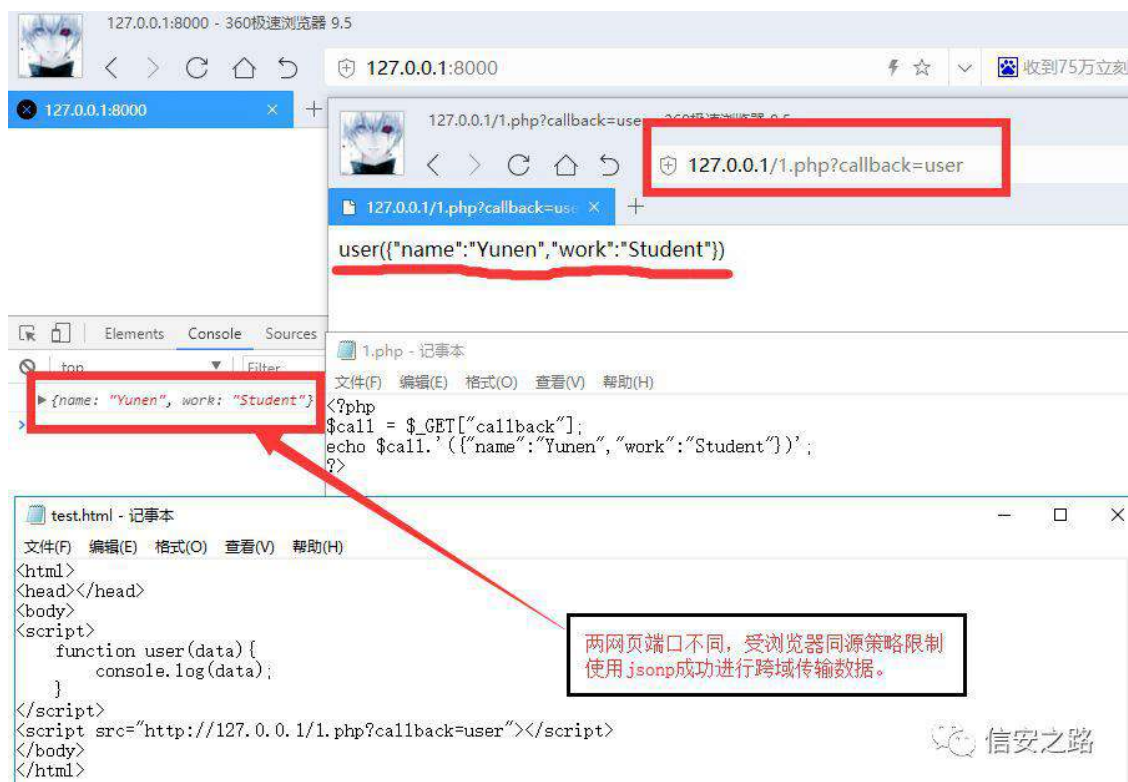 127.0.0.1:8000 - 360极速浏览器 9.5
127.0.0.1:8000
收到75万立刻
127.0.0.1:8000
127.0.0.1/1.php?callback=use
127.0.0.1/1.php?callback=user
127.0.0.1/1.php?callback=use
user({"name":"Yunen","work":"Student"})
Elements Console Sources
top Filter
{name: "Yunen", work: "Student"}
1.php - 记事本
文件(F) 编辑(E) 格式(O) 查看(V) 帮助(H)
<?php
$call = $_GET["callback"];
echo $call.'({"name":"Yunen","work":"Student"})';
?>
test.html - 记事本
文件(F) 编辑(E) 格式(O) 查看(V) 帮助(H)
<html>
<head></head>
<body>
<script>
function user(data){
console.log(data);
}
</script>
<script src="http://127.0.0.1/1.php?callback=user"></script>
</body>
</html>
两网页端口不同，受浏览器同源策略限制
使用jsonp成功进行跨域传输数据。
信安之路